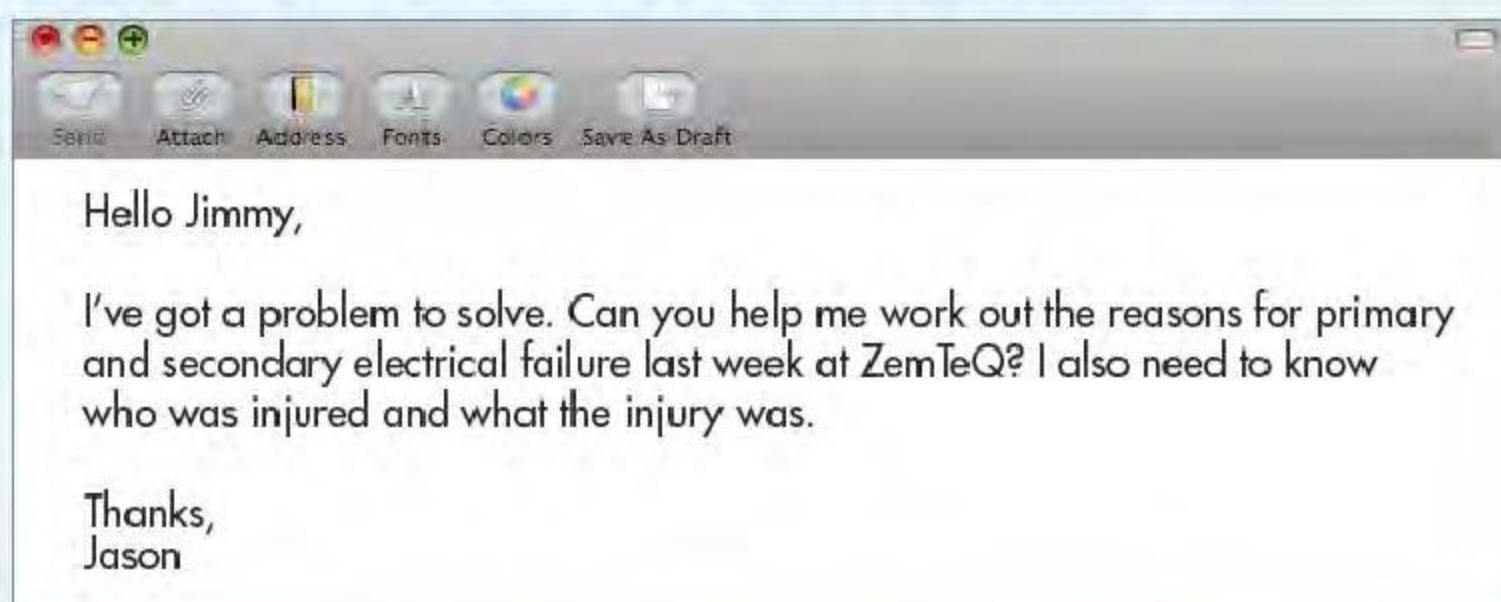 Send Attach Address Fonts Colors Save As Draft
Hello Jimmy,
I've got a problem to solve. Can you help me work out the reasons for primary
and secondary electrical failure last week at ZemTeQ? I also need to know
who was injured and what the injury was.
Thanks,
Jason